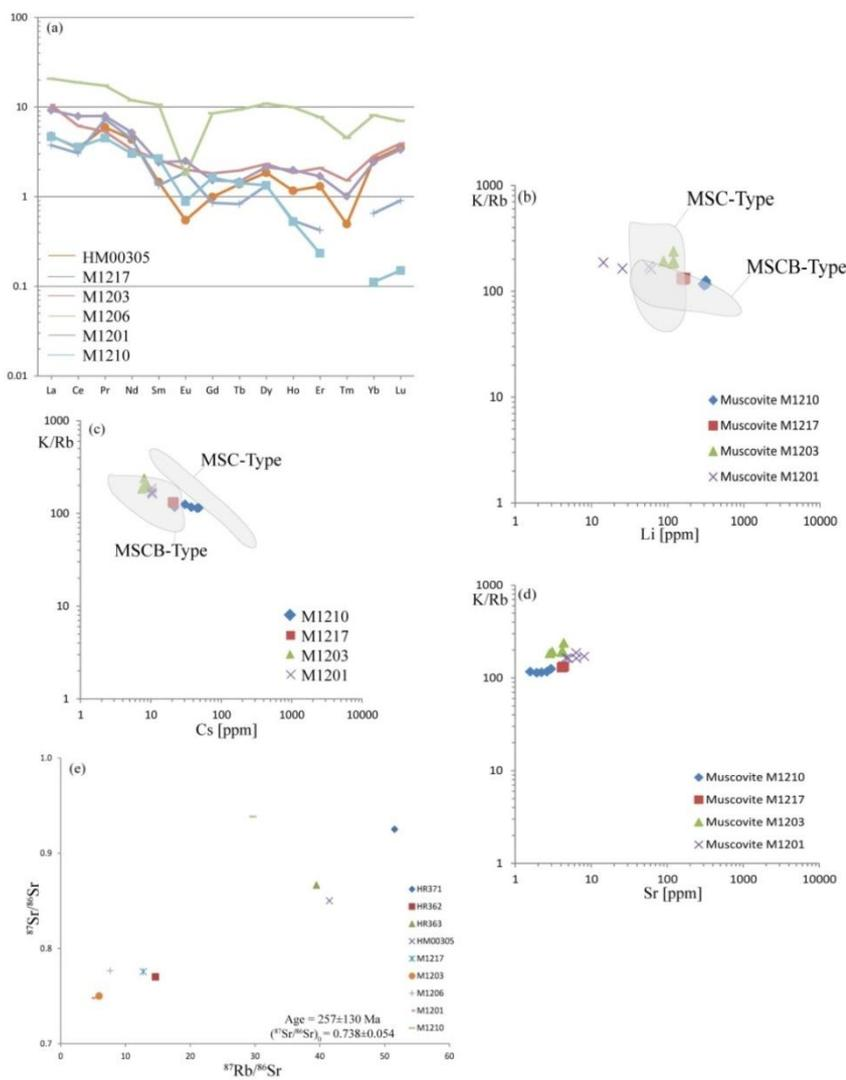 (a)
100
10
1
0.1
0.01
HM00305
M1217
M1203
M1206
M1201
M1210
La Ce Pr Nd Sm Eu Gd Tb Dy Ho Er Tm Yb Lu
(b)
K/Rb
1000
100
10
1
MSC-Type
MSCB-Type
Muscovite M1210
Muscovite M1217
Muscovite M1203
Muscovite M1201
1 10 100 1000 10000
Li [ppm]
(c)
1000
K/Rb
100
10
1
MSC-Type
MSCB-Type
M1210
M1217
M1203
M1201
1 10 100 1000 10000
Cs [ppm]
(d)
1000
K/Rb
100
10
1
Muscovite M1210
Muscovite M1217
Muscovite M1203
Muscovite M1201
1 10 100 1000 10000
Sr [ppm]
(e)
1.0
0.9
0.8
0.7
87Sr/86Sr
HR371
HR362
HR363
HM00305
M1217
M1203
M1206
M1201
M1210
Age = 257±130 Ma
(87Sr/86Sr)0 = 0.738±0.054
0 10 20 30 40 50 60
87Rb/86Sr